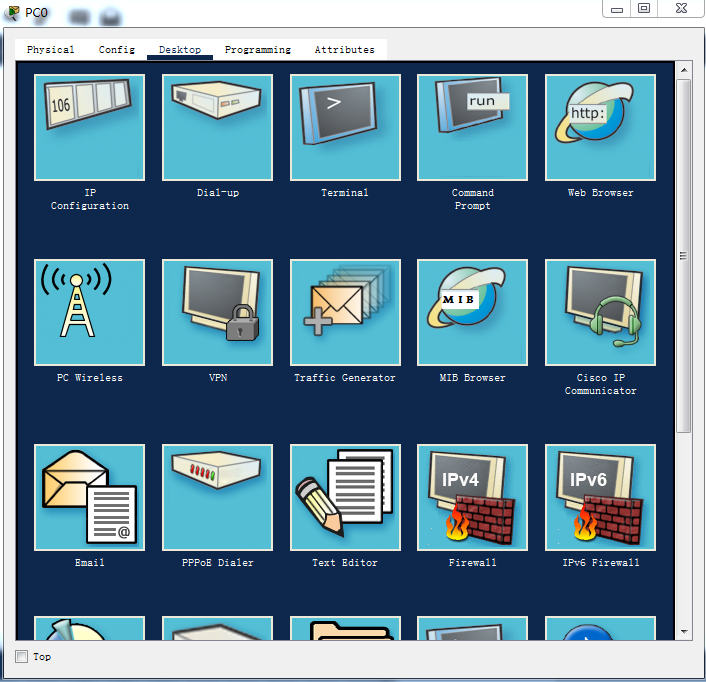 PC0
Physical Config Desktop Programming Attributes
106 > run http:
IP Configuration
Dial-up
Terminal
Command Prompt
Web Browser
MIB
PC Wireless
VPN
Traffic Generator
MIB Browser
Cisco IP Communicator
@ IPv4 IPv6
Email
PPPoE Dialer
Text Editor
Firewall
IPv6 Firewall
Top